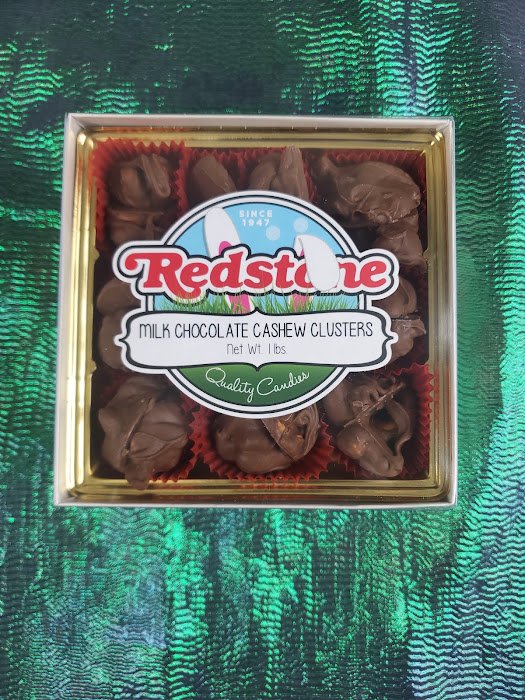 SINCE
1947
Redstone
MILK CHOCOLATE CASHEW CLUSTERS
Net Wt. 1 lbs.
Quality Candies